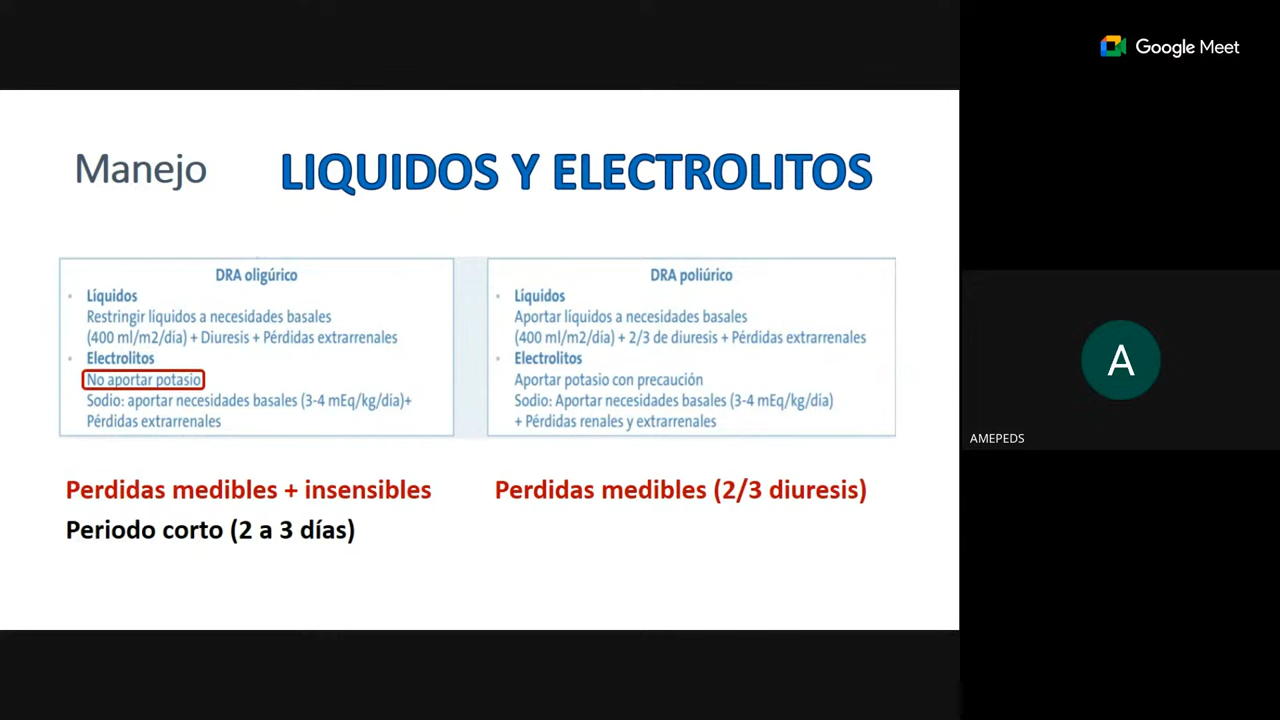 Google Meet
Manejo
LIQUIDOS Y ELECTROLITOS
DRA oligúrico
• Líquidos
Restringir líquidos a necesidades basales
(400 ml/m2/día) + Diuresis + Pérdidas extrarrenales
• Electrolitos
No aportar potasio
Sodio: aportar necesidades basales (3-4 mEq/kg/día)+
Pérdidas extrarrenales
DRA poliúrico
• Líquidos
Aportar líquidos a necesidades basales
(400 ml/m2/día) + 2/3 de diuresis + Pérdidas extrarrenales
• Electrolitos
Aportar potasio con precaución
Sodio: Aportar necesidades basales (3-4 mEq/kg/día)
+ Pérdidas renales y extrarrenales
Perdidas medibles + insensibles
Periodo corto (2 a 3 días)
Perdidas medibles (2/3 diuresis)
A
AMEPEDS